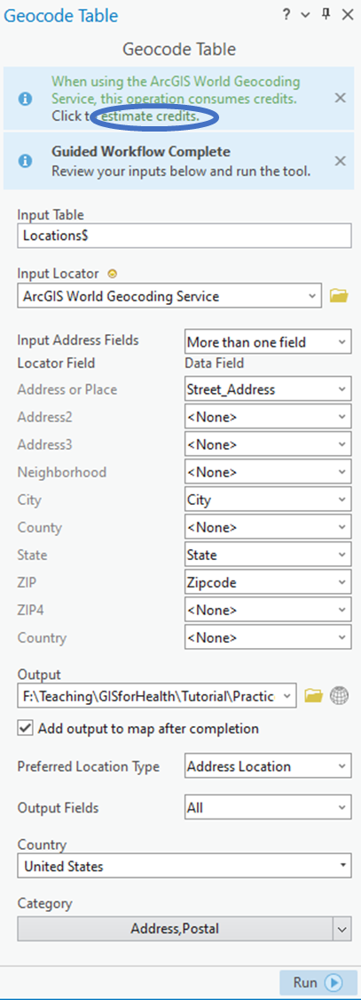 Geocode Table
?
Geocode Table
When using the ArcGIS World Geocoding
Service, this operation consumes credits.
Click to estimate credits.
Guided Workflow Complete
Review your inputs below and run the tool.
Input Table
Locations$
Input Locator
ArcGIS World Geocoding Service
Input Address Fields More than one field
Locator Field Data Field
Address or Place Street_Address
Address2 <None>
Address3 <None>
Neighborhood <None>
City City
County <None>
State State
ZIP Zipcode
ZIP4 <None>
Country <None>
Output
F:\Teaching\GISforHealth\Tutorial\Practic
Add output to map after completion
Preferred Location Type Address Location
Output Fields All
Country
United States
Category
Address,Postal
Run